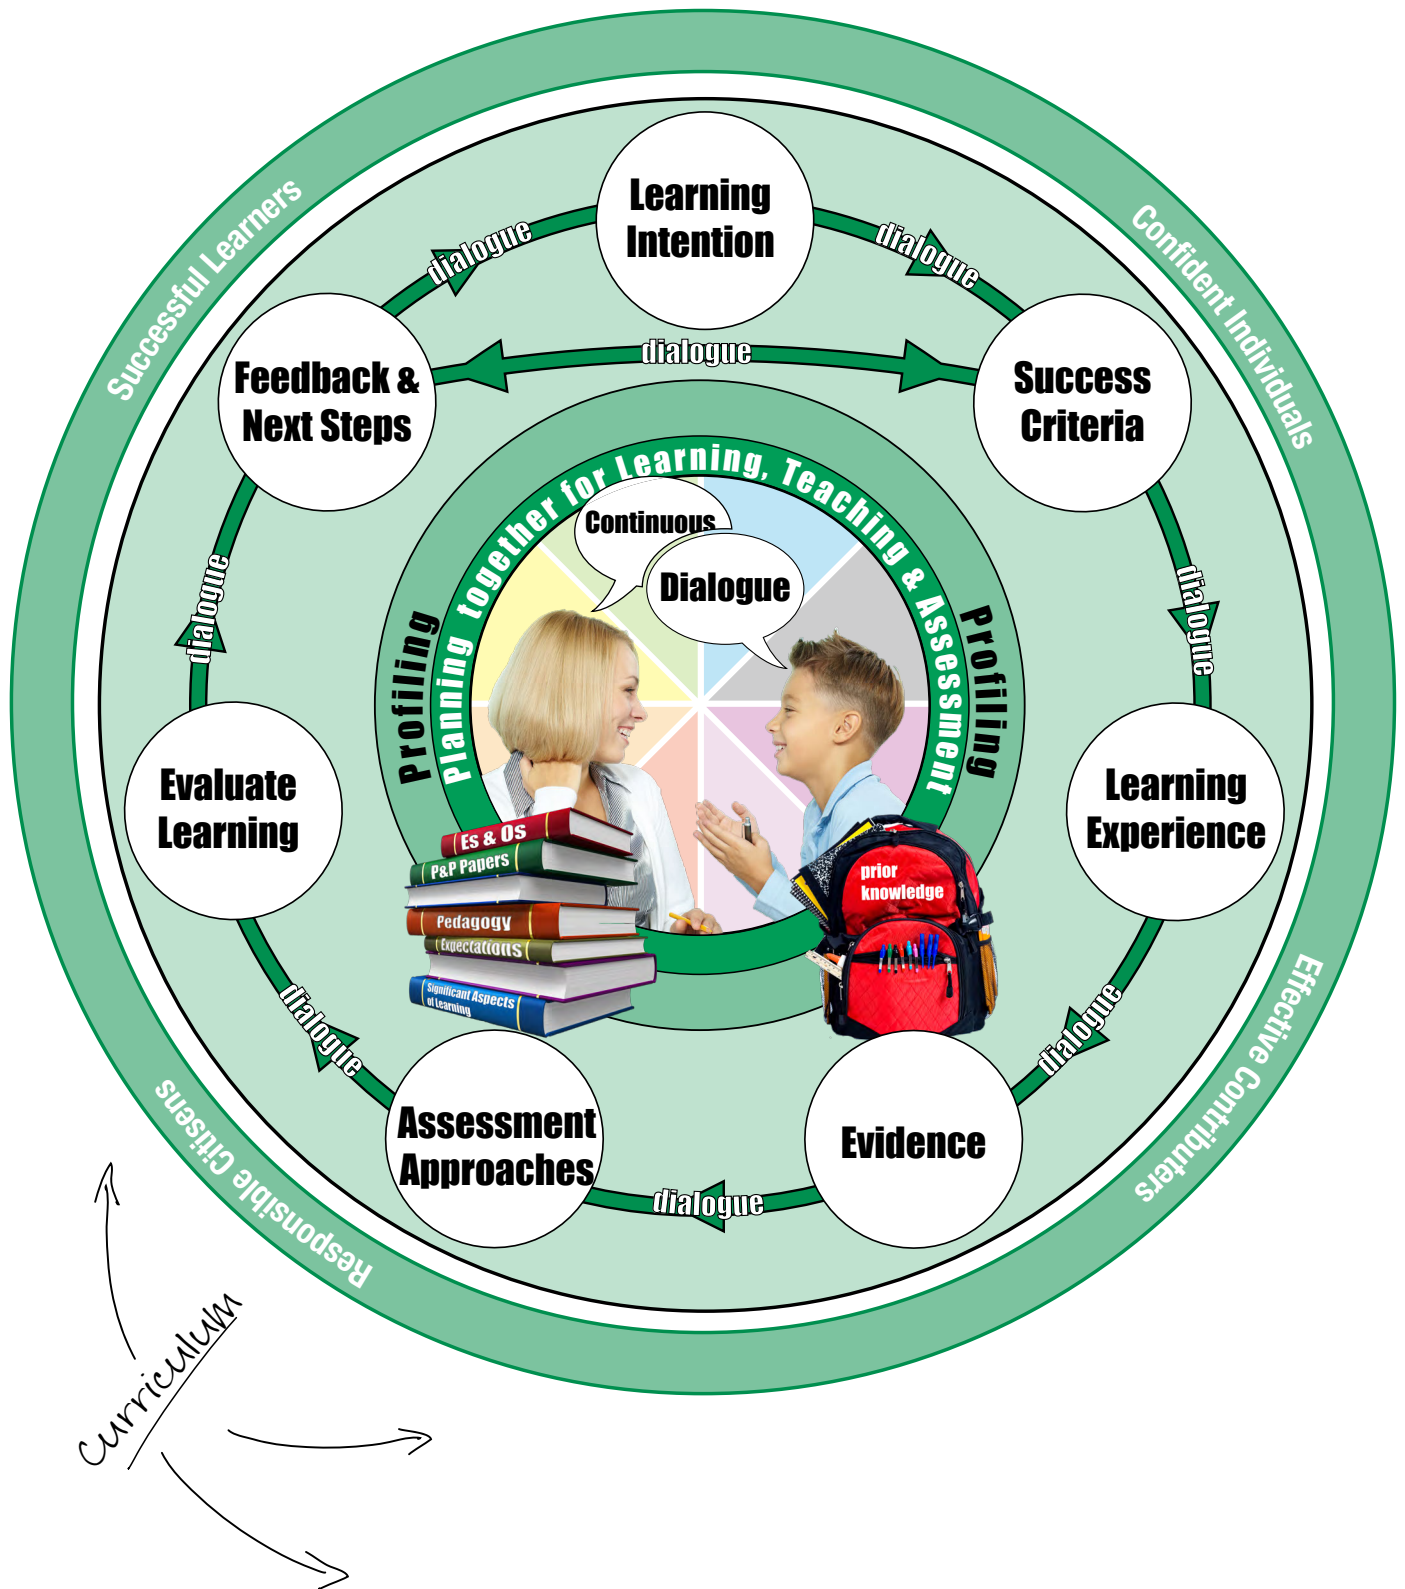 Successful Learners
Confident Individuals
Effective Contributers
Responsible Citisens
Learning
Intention
dialogue
Success
Criteria
dialogue
Learning
Experience
dialogue
Evidence
dialogue
Assessment
Approaches
dialogue
Evaluate
Learning
dialogue
Feedback &
Next Steps
dialogue
dialogue
Profiling
Planning together for Learning, Teaching & Assessment
Profiling
Continuous
Dialogue
Es & Os
P&P Papers
Pedagogy
Expectations
Significant Aspects
of Learning
prior
knowledge
curriculum